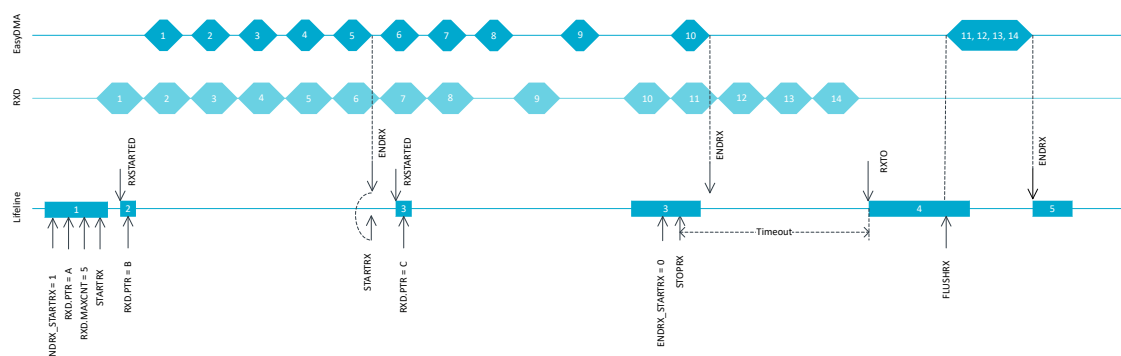 EasyDMA
1 2 3 4 5 6 7 8 9 10 11, 12, 13, 14
RXD
1 2 3 4 5 6 7 8 9 10 11 12 13 14
ENDRX
ENDRX
ENDRX
RXSTARTED
RXSTARTED
RXTO
Lifeline
1 2 3 3 4 5
Timeout
NDRX_STARTRX = 1
RXD.PTR = A
RXD.MAXCNT = 5
STARTRX
RXD.PTR = B
STARTRX
RXD.PTR = C
ENDRX_STARTRX = 0
STOPRX
FLUSHRX